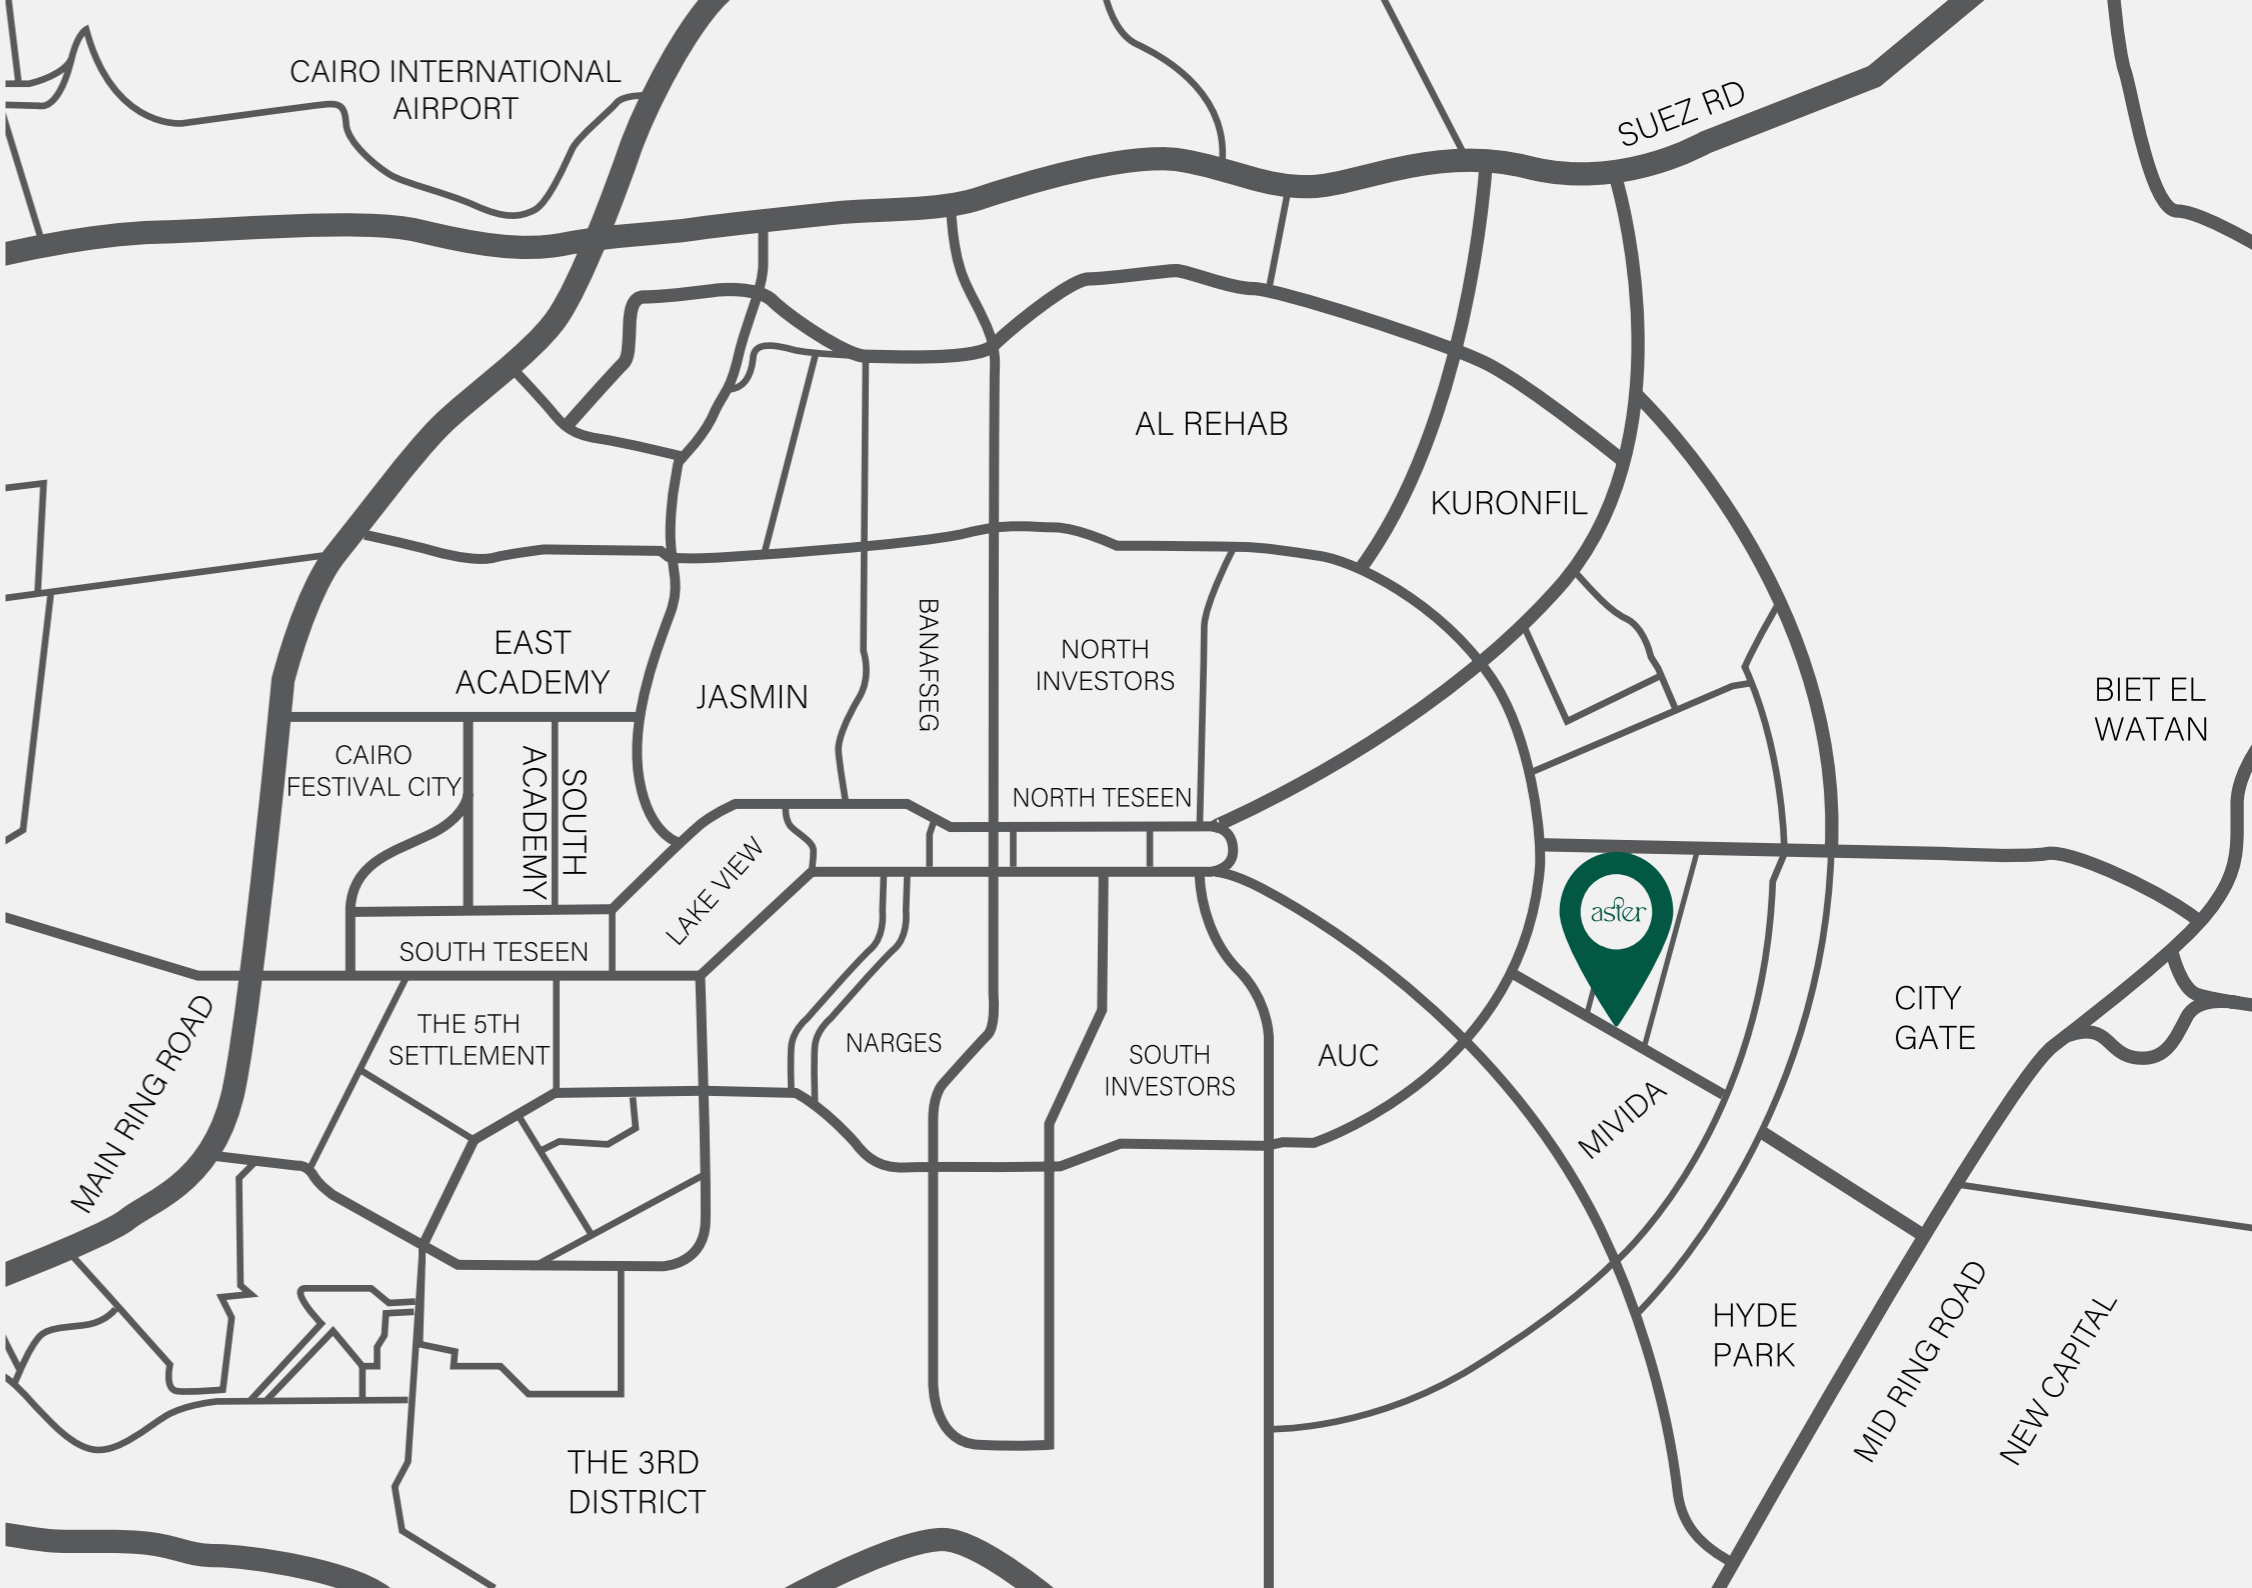 CAIRO INTERNATIONAL
AIRPORT
SUEZ RD
AL REHAB
KURONFIL
BANAFSEG
EAST
ACADEMY
NORTH
INVESTORS
JASMIN
BIET EL
WATAN
CAIRO
FESTIVAL CITY
SOUTH
ACADEMY
NORTH TESEEN
LAKE VIEW
aster
SOUTH TESEEN
MAIN RING ROAD
THE 5TH
SETTLEMENT
NARGES
SOUTH
INVESTORS
AUC
CITY
GATE
MIVIDA
HYDE
PARK
MID RING ROAD
NEW CAPITAL
THE 3RD
DISTRICT